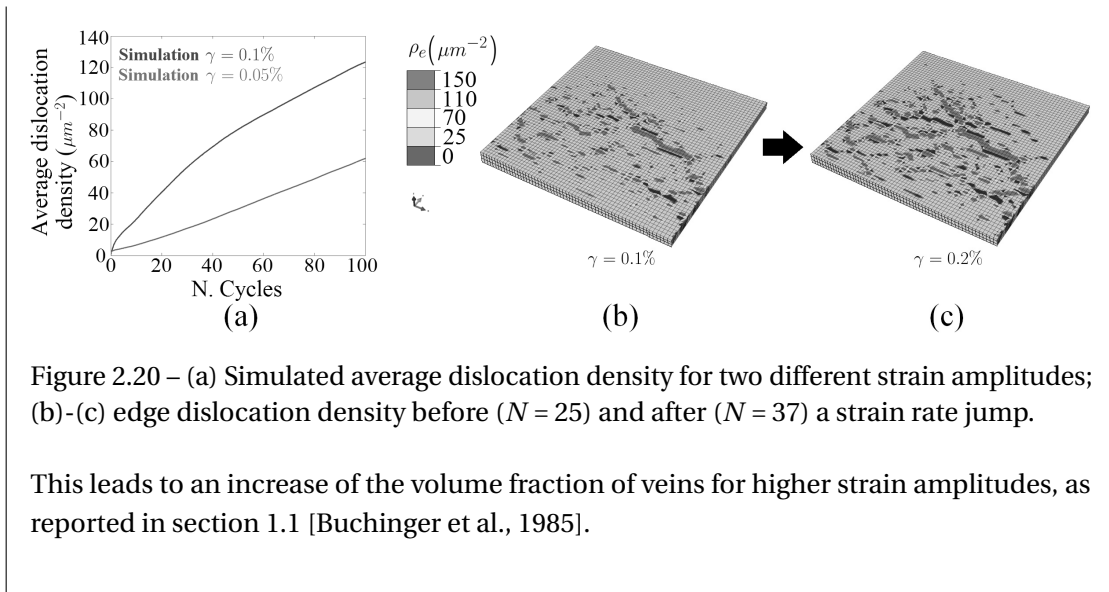 140
120
100
80
60
40
20
0
Average dislocation
density (μm⁻²)
Simulation γ = 0.1%
Simulation γ = 0.05%
0 20 40 60 80 100
N. Cycles
(a)
ρₑ(μm⁻²)
150
110
70
25
0
γ = 0.1%
(b)
γ = 0.2%
(c)
Figure 2.20 – (a) Simulated average dislocation density for two different strain amplitudes;
(b)-(c) edge dislocation density before (N = 25) and after (N = 37) a strain rate jump.
This leads to an increase of the volume fraction of veins for higher strain amplitudes, as
reported in section 1.1 [Buchinger et al., 1985].